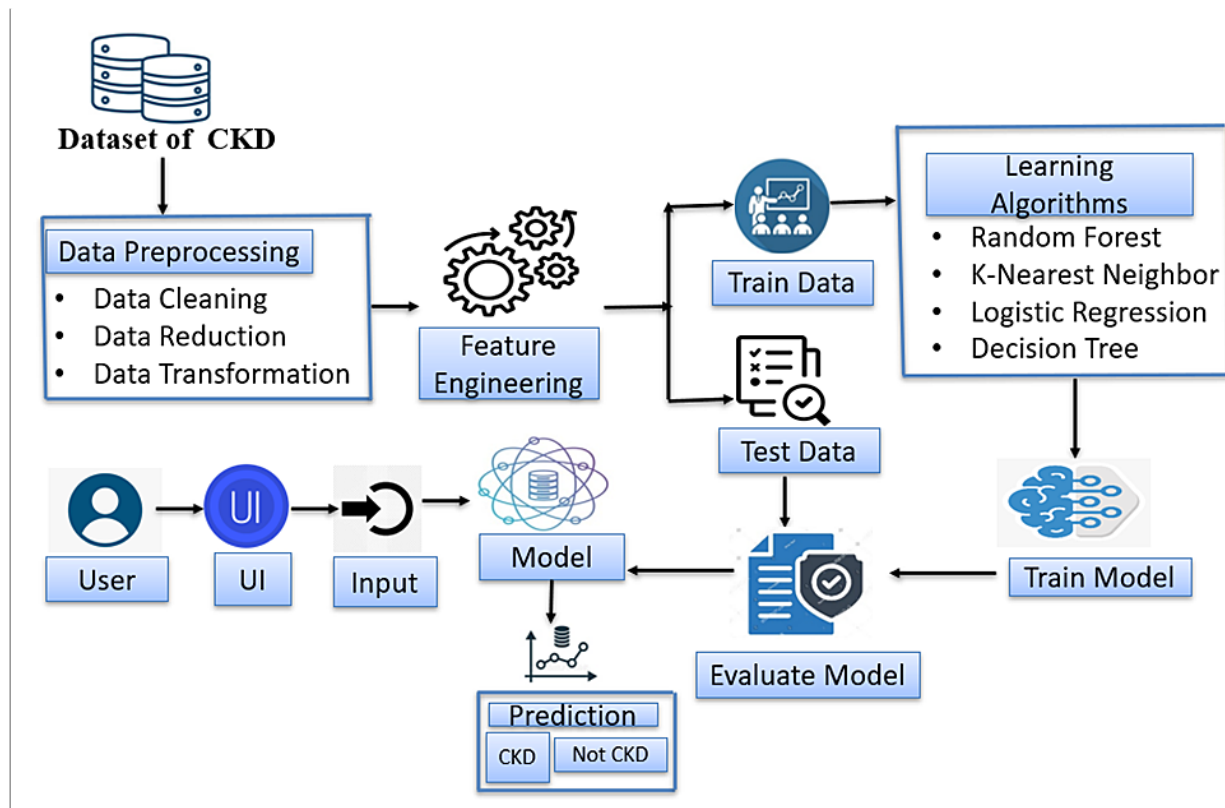 Dataset of CKD
Data Preprocessing
• Data Cleaning
• Data Reduction
• Data Transformation
Feature
Engineering
Train Data
Test Data
Learning
Algorithms
• Random Forest
• K-Nearest Neighbor
• Logistic Regression
• Decision Tree
Train Model
Evaluate Model
User
UI
UI
Input
Model
Prediction
CKD
Not CKD